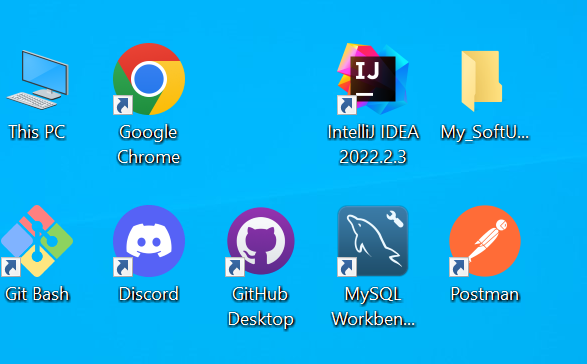 This PC
Google
Chrome
IJ
IntelliJ IDEA
2022.2.3
My_SoftU...
Git Bash
Discord
GitHub
Desktop
MySQL
Workben...
Postman